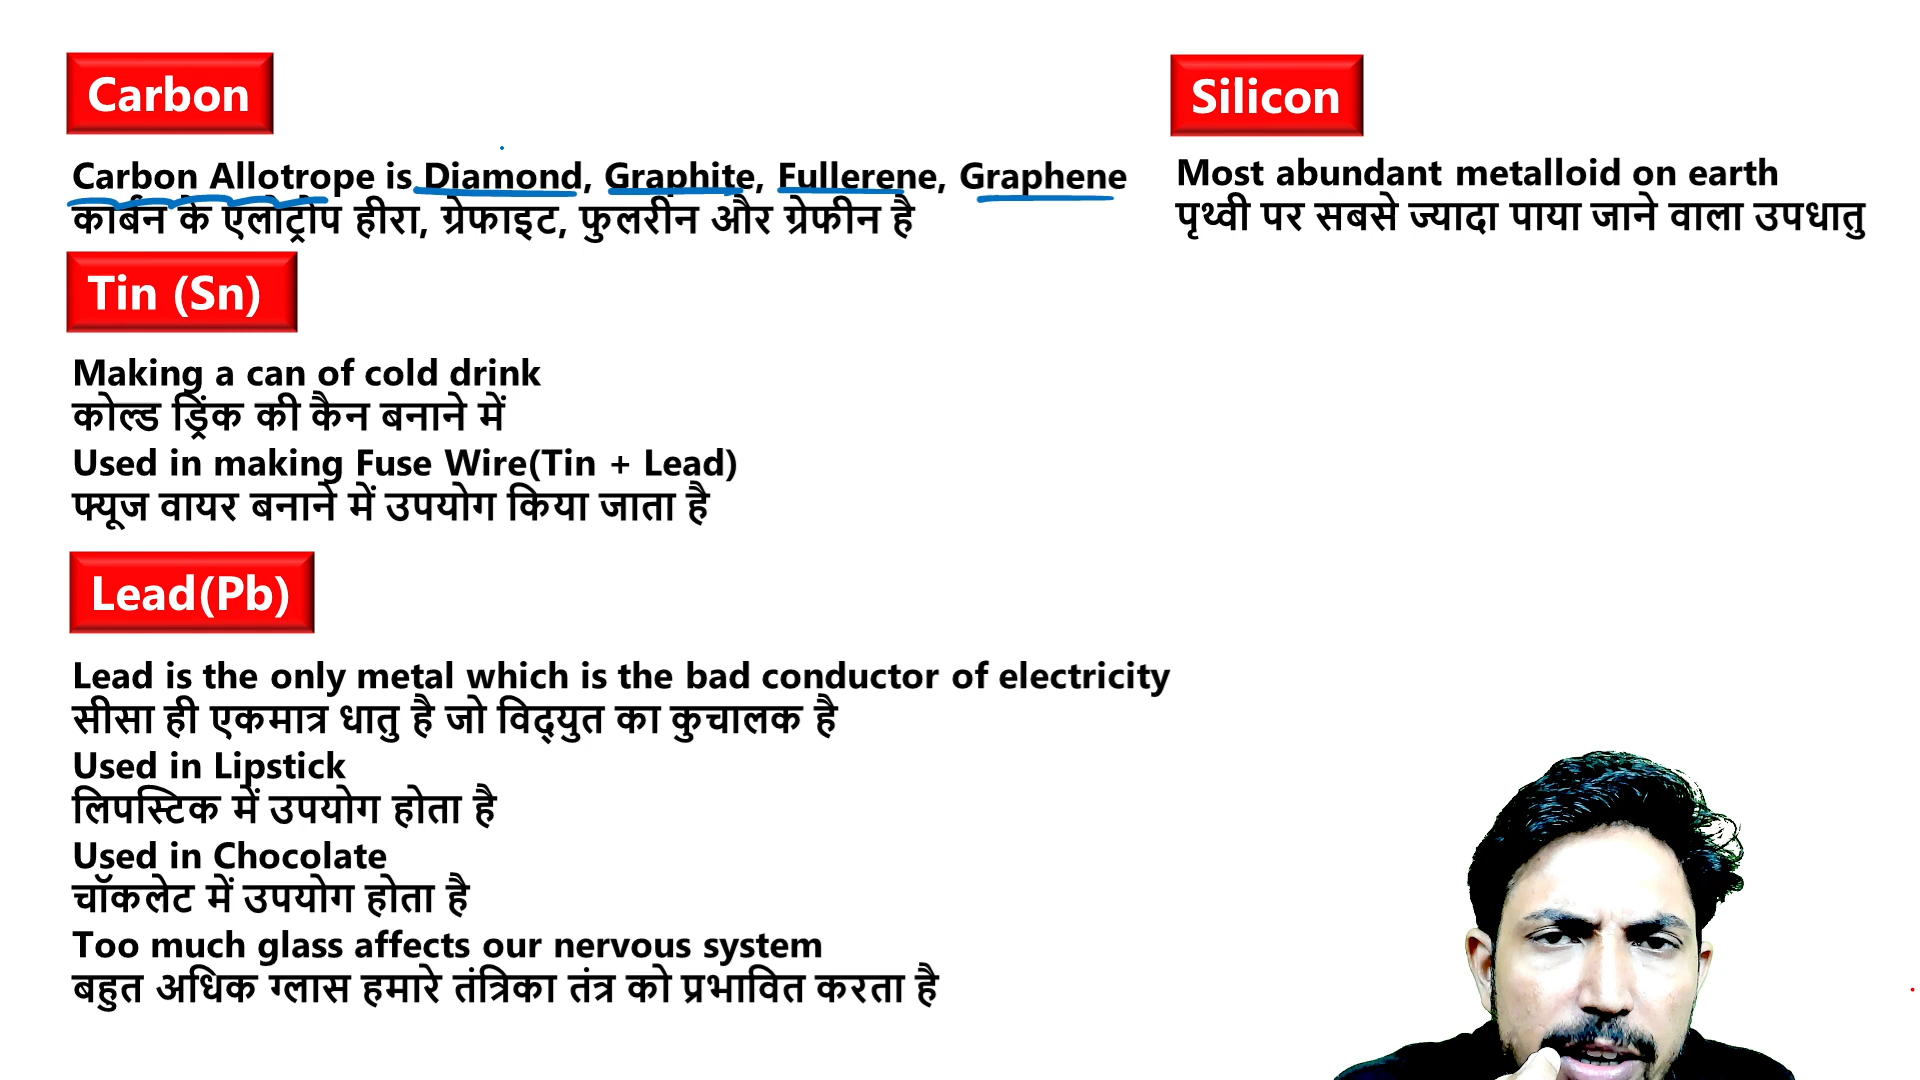 Carbon
Carbon Allotrope is Diamond, Graphite, Fullerene, Graphene
कार्बन के एलोट्रोप हीरा, ग्रेफाइट, फुलरीन और ग्रेफीन है
Silicon
Most abundant metalloid on earth
पृथ्वी पर सबसे ज्यादा पाया जाने वाला उपधातु
Tin (Sn)
Making a can of cold drink
कोल्ड ड्रिंक की कैन बनाने में
Used in making Fuse Wire(Tin + Lead)
फ्यूज वायर बनाने में उपयोग किया जाता है
Lead(Pb)
Lead is the only metal which is the bad conductor of electricity
सीसा ही एकमात्र धातु है जो विद्युत का कुचालक है
Used in Lipstick
लिपस्टिक में उपयोग होता है
Used in Chocolate
चॉकलेट में उपयोग होता है
Too much glass affects our nervous system
बहुत अधिक ग्लास हमारे तंत्रिका तंत्र को प्रभावित करता है